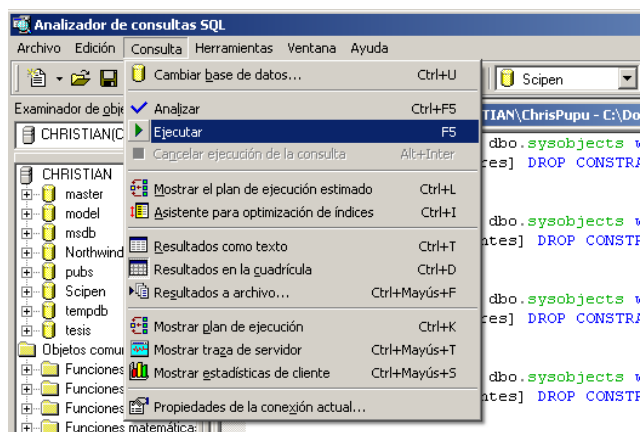 Analizador de consultas SQL
Archivo Edición Consulta Herramientas Ventana Ayuda
Cambiar base de datos... Ctrl+U
Scipen
Examinador de obje
Analizar Ctrl+F5
TIAN\ChrisPupu - C:\Do
CHRISTIAN(C
Ejecutar F5
Cancelar ejecución de la consulta Alt+Inter
dbo.sysobjects w
res] DROP CONSTRA
CHRISTIAN
master
model
msdb
Northwind
pubs
Scipen
tempdb
tesis
Objetos comur
Funciones
Funciones
Funciones
Funciones matemática:
Mostrar el plan de ejecución estimado Ctrl+L
Asistente para optimización de índices Ctrl+I
Resultados como texto Ctrl+T
Resultados en la cuadrícula Ctrl+D
Resultados a archivo... Ctrl+Mayús+F
Mostrar plan de ejecución Ctrl+K
Mostrar traza de servidor Ctrl+Mayús+T
Mostrar estadísticas de cliente Ctrl+Mayús+S
Propiedades de la conexión actual...
dbo.sysobjects w
ntes] DROP CONSTR
dbo.sysobjects w
res] DROP CONSTRA
dbo.sysobjects w
ntes] DROP CONSTR